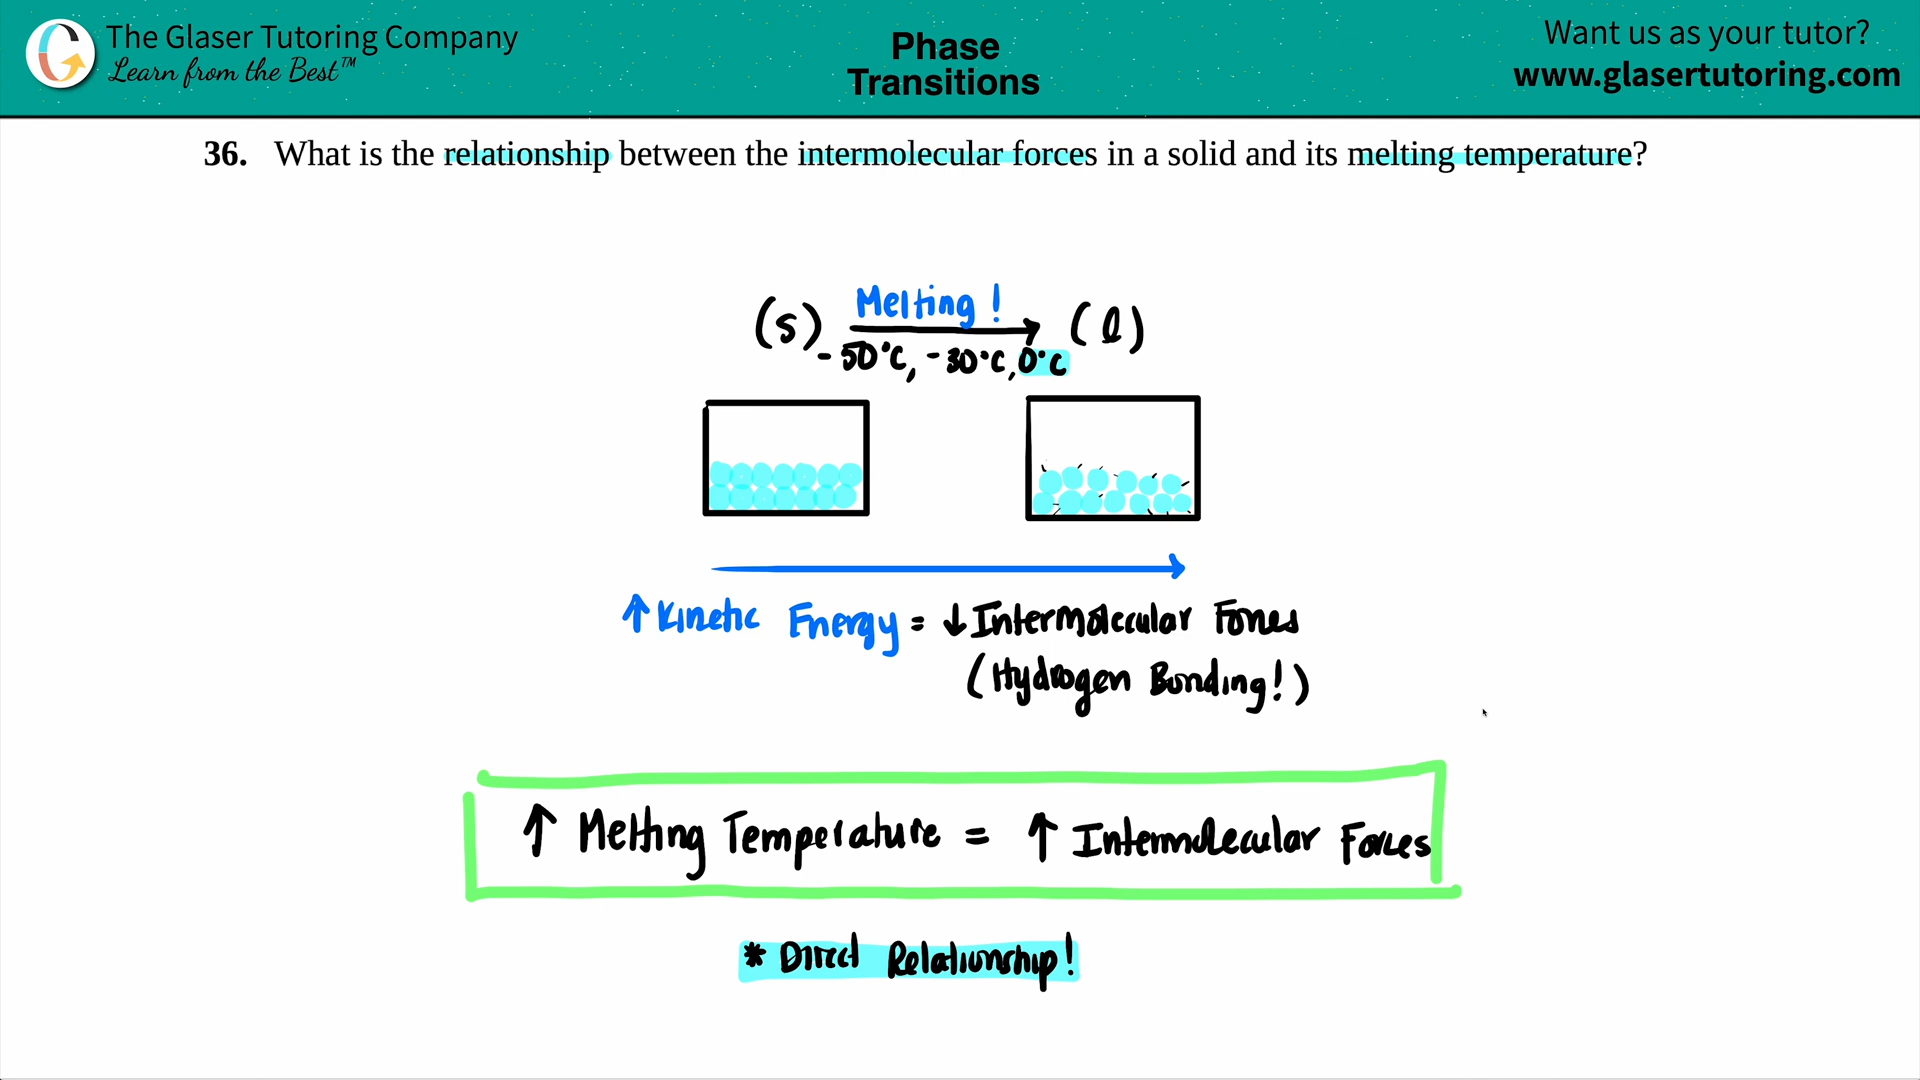 The Glaser Tutoring Company
Learn from the Best™
Phase
Transitions
Want us as your tutor?
www.glasertutoring.com
36. What is the relationship between the intermolecular forces in a solid and its melting temperature?
Melting!
(s) (l)
-50°C, -30°C, 0°C
↑ Kinetic Energy = ↓ Intermolecular Forces
(Hydrogen Bonding!)
↑ Melting Temperature = ↑ Intermolecular Forces
* Direct Relationship!